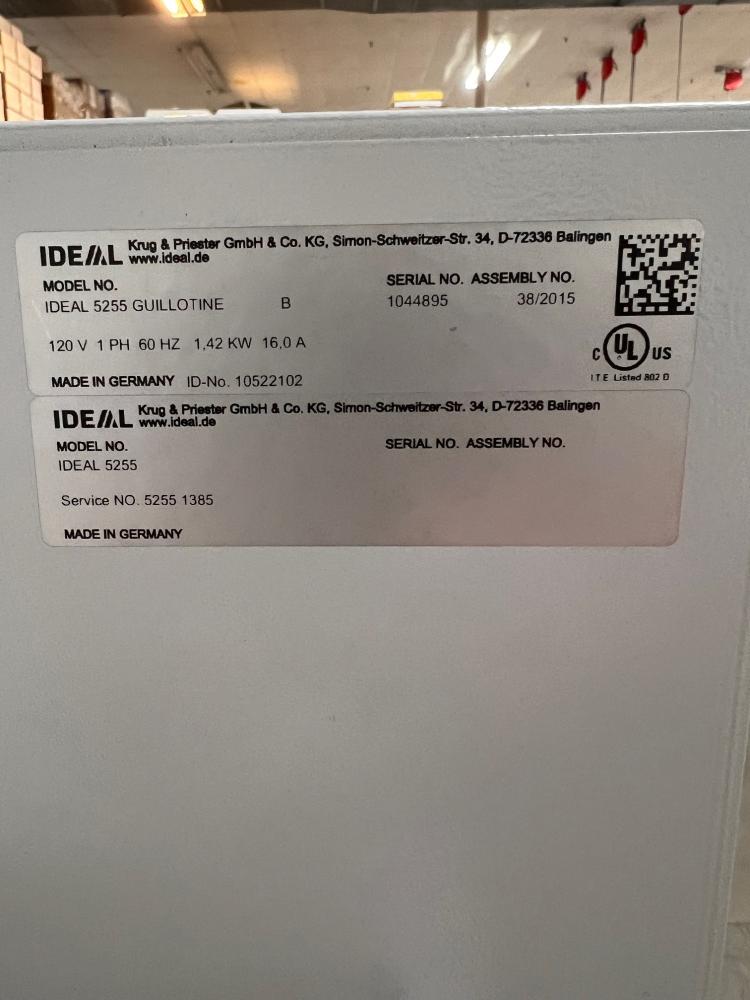 IDEAL Krug & Priester GmbH & Co. KG, Simon-Schweitzer-Str. 34, D-72336 Balingen
www.ideal.de
MODEL NO. SERIAL NO. ASSEMBLY NO.
IDEAL 5255 GUILLOTINE B 1044895 38/2015
120 V 1 PH 60 HZ 1,42 KW 16,0 A
C UL US
MADE IN GERMANY ID-No. 10522102 I T E Listed 802 D
IDEAL Krug & Priester GmbH & Co. KG, Simon-Schweitzer-Str. 34, D-72336 Balingen
www.ideal.de
MODEL NO. SERIAL NO. ASSEMBLY NO.
IDEAL 5255
Service NO. 5255 1385
MADE IN GERMANY